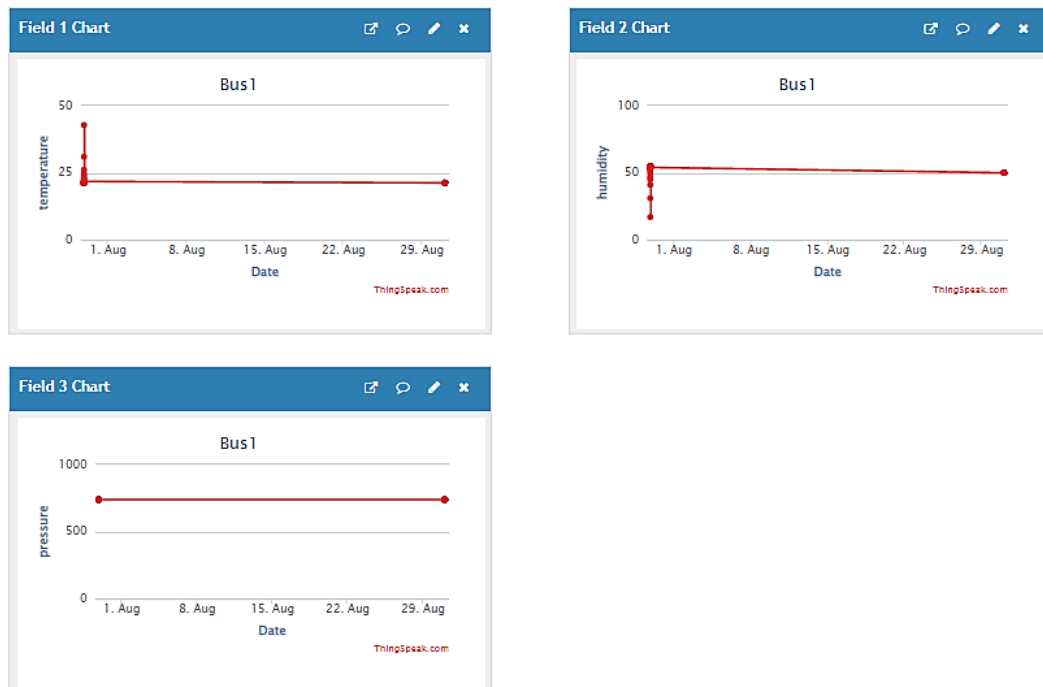 Field 1 Chart
Bus1
50
25
0
temperature
1. Aug 8. Aug 15. Aug 22. Aug 29. Aug
Date
ThingSpeak.com
Field 2 Chart
Bus1
100
50
0
humidity
1. Aug 8. Aug 15. Aug 22. Aug 29. Aug
Date
ThingSpeak.com
Field 3 Chart
Bus1
1000
500
0
pressure
1. Aug 8. Aug 15. Aug 22. Aug 29. Aug
Date
ThingSpeak.com